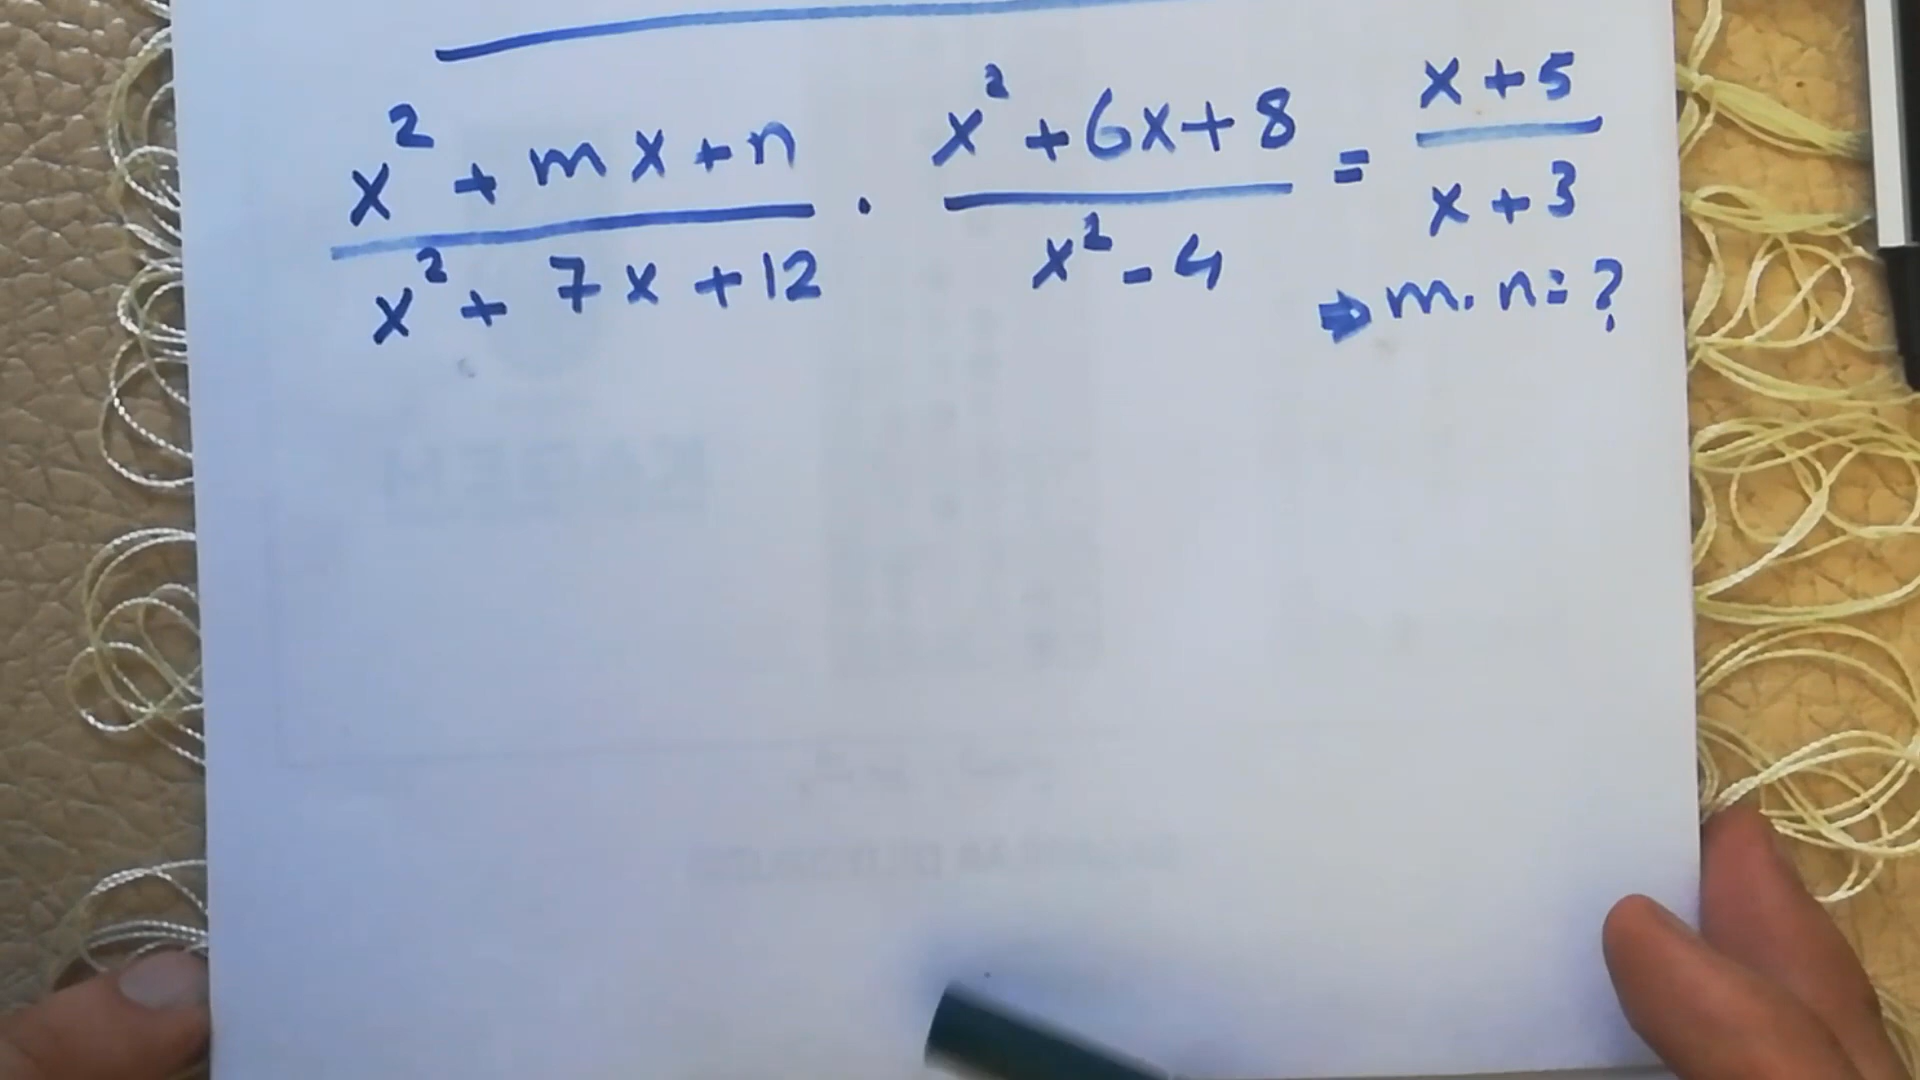 x² + mx + n / x² + 7x + 12 · x² + 6x + 8 / x² - 4 = x + 5 / x + 3
⇒ m. n = ?